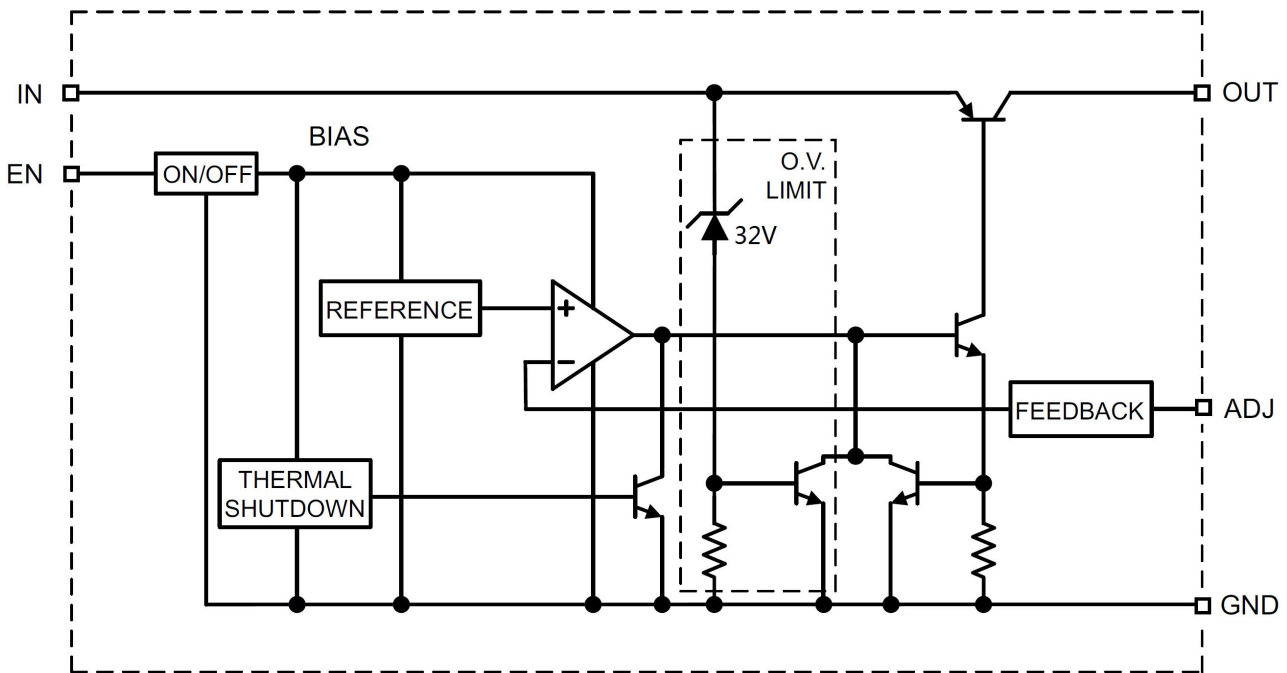 IN
OUT
BIAS
O.V.
LIMIT
EN
ON/OFF
32V
REFERENCE
+
−
FEEDBACK
ADJ
THERMAL
SHUTDOWN
GND